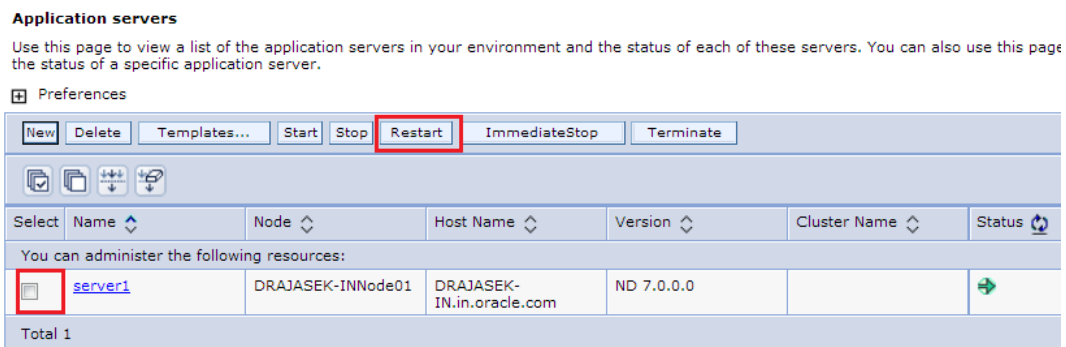 Application servers
Use this page to view a list of the application servers in your environment and the status of each of these servers. You can also use this page
the status of a specific application server.
Preferences
New Delete Templates... Start Stop Restart ImmediateStop Terminate
Select Name Node Host Name Version Cluster Name Status
You can administer the following resources:
server1 DRAJASEK-INNode01 DRAJASEK- ND 7.0.0.0
IN.in.oracle.com
Total 1